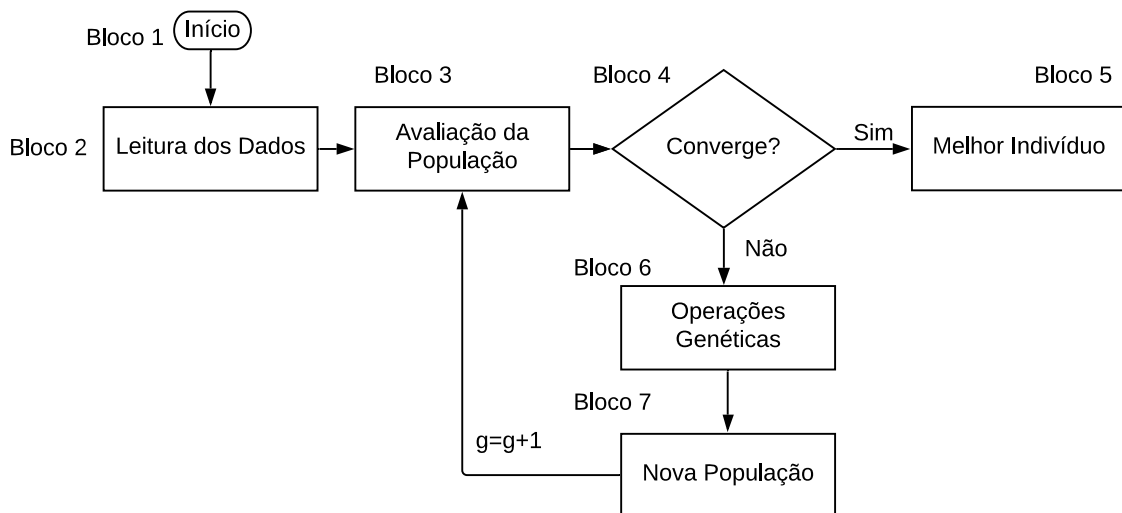 Bloco 1
Início
Bloco 2
Leitura dos Dados
Bloco 3
Avaliação da
População
Bloco 4
Converge?
Sim
Bloco 5
Melhor Indivíduo
Não
Bloco 6
Operações
Genéticas
Bloco 7
Nova População
g=g+1